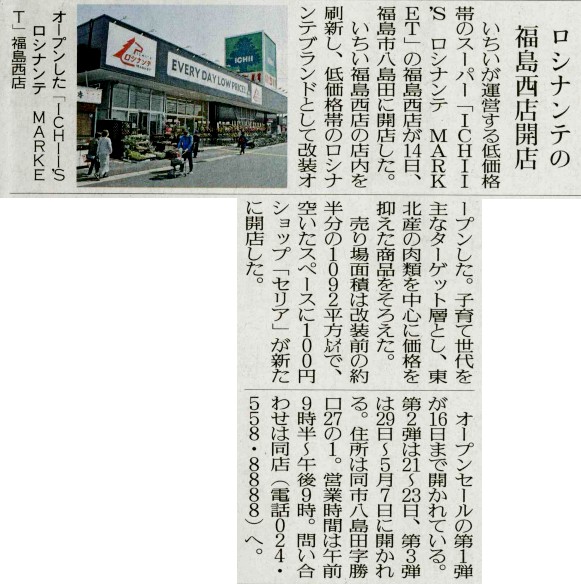 ロシナンテの
福島西店開店
いちいが運営する低価格
帯のスーパー「ICHII
'S ロシナンテ MARK
ET」の福島西店が14日、
福島市八島田に開店した。
いちい福島西店の店内を
刷新し、低価格帯のロシナ
ンテブランドとして改装オ
ープンした。子育て世代を
主なターゲット層とし、東
北産の肉類を中心に価格を
抑えた商品をそろえた。
売り場面積は改装前の約
半分の1092平方㍍で、
空いたスペースに100円
ショップ「セリア」が新た
に開店した。
オープンセールの第1弾
が16日まで開かれている。
第2弾は21～23日、第3弾
は29日～5月7日に開かれ
る。住所は同市八島田字勝
口27の1。営業時間は午前
9時半～午後9時。問い合
わせは同店（電話024・
558・8888）へ。
ロシナンテ
EVERY DAY LOW PRICE!
ICHII
ロシナンテ
オープンした「ICHII'S
ロシナンテ MARKE
T」福島西店